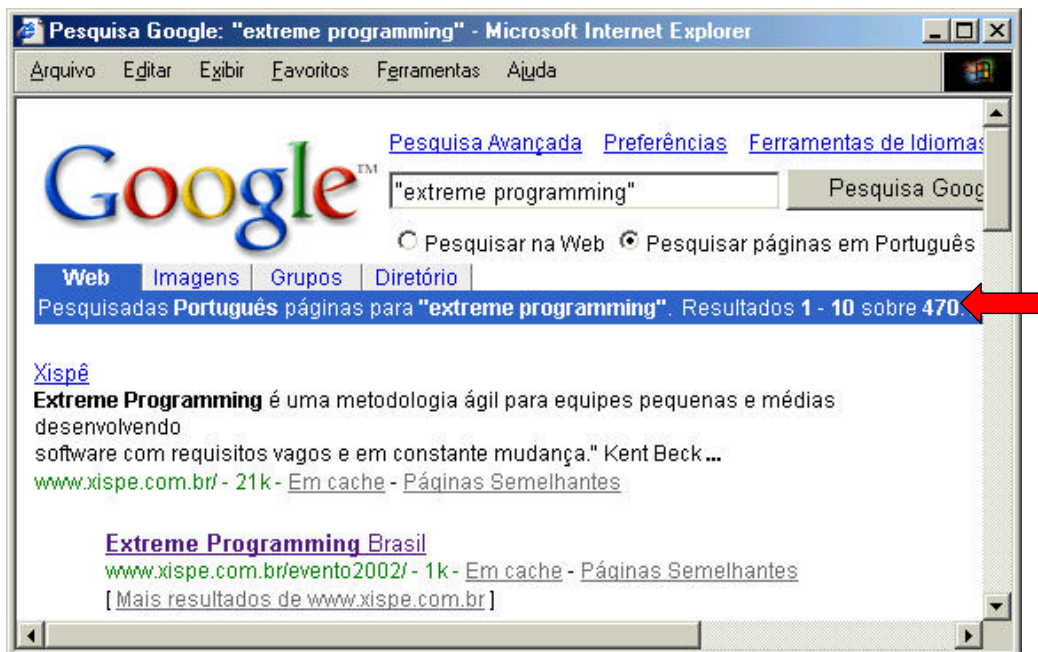 Pesquisa Google: "extreme programming" - Microsoft Internet Explorer
Arquivo Editar Exibir Favoritos Ferramentas Ajuda
Pesquisa Avançada Preferências Ferramentas de Idiomas
Google™
"extreme programming" Pesquisa Goog
Pesquisar na Web Pesquisar páginas em Português
Web Imagens Grupos Diretório
Pesquisadas Português páginas para "extreme programming". Resultados 1 - 10 sobre 470.
Xispê
Extreme Programming é uma metodologia ágil para equipes pequenas e médias
desenvolvendo
software com requisitos vagos e em constante mudança." Kent Beck ...
www.xispe.com.br/ - 21k - Em cache - Páginas Semelhantes
Extreme Programming Brasil
www.xispe.com.br/evento2002/ - 1k - Em cache - Páginas Semelhantes
[ Mais resultados de www.xispe.com.br ]